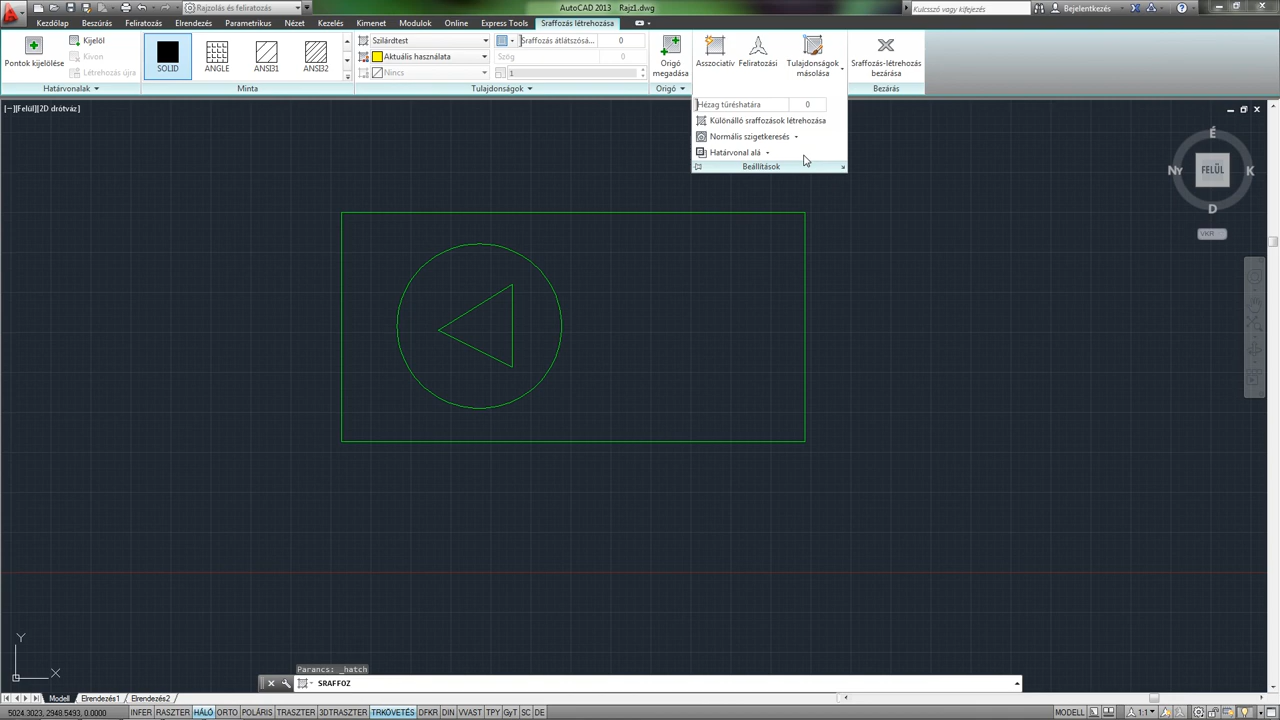 Rajzolás és feliratozás
AutoCAD 2013 Rajz1.dwg
Kulcsszó vagy kifejezés
Bejelentkezés
Kezdőlap Beszúrás Feliratozás Elrendezés Parametrikus Nézet Kezelés Kimenet Modulok Online Express Tools Sraffozás létrehozása
Pontok kijelölése
Kijelöl
Kivon
Létrehozás újra
SOLID ANGLE ANSI31 ANSI32
Szilárdtest
Aktuális használata
Nincs
0
Szög 0
1
Origó megadása
Asszociatív
Feliratozási
Tulajdonságok másolása
Sraffozás-létrehozás bezárása
Határvonalak Minta Tulajdonságok Origó Bezárás
Hézag tűréshatára 0
Különálló sraffozások létrehozása
Normális szigetkeresés
Határvonal alá
Beállítások
[−][Felül][2D drótváz]
É
NY FELÜL K
D
VKR
Y
X
Parancs: _hatch
SRAFFOZ
Modell Elrendezés1 Elrendezés2
5024.3023, 2948.5493, 0.0000 INFER RASZTER HÁLÓ ORTO POLÁRIS TRASZTER 3DTRASZTER TRKÖVETÉS DFKR DIN VVAST TPY GyT SC DE MODELL 1:1